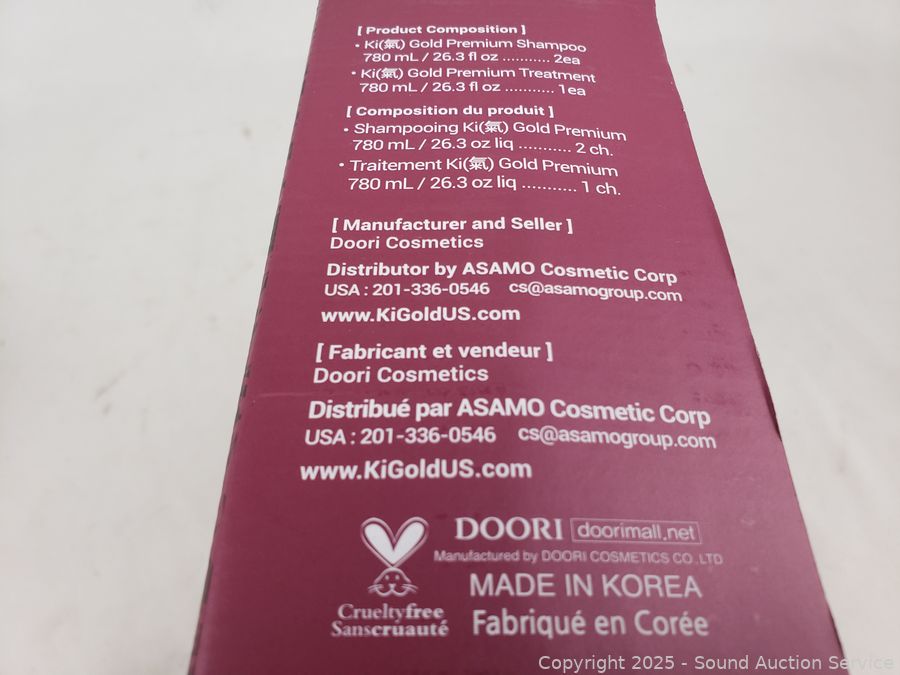 [ Product Composition ]
• Ki(氣) Gold Premium Shampoo
780 mL / 26.3 fl oz ........... 2ea
• Ki(氣) Gold Premium Treatment
780 mL / 26.3 fl oz ........... 1ea
[ Composition du produit ]
• Shampooing Ki(氣) Gold Premium
780 mL / 26.3 oz liq ........... 2 ch.
• Traitement Ki(氣) Gold Premium
780 mL / 26.3 oz liq ........... 1 ch.
[ Manufacturer and Seller ]
Doori Cosmetics
Distributor by ASAMO Cosmetic Corp
USA : 201-336-0546 cs@asamogroup.com
www.KiGoldUS.com
[ Fabricant et vendeur ]
Doori Cosmetics
Distribué par ASAMO Cosmetic Corp
USA : 201-336-0546 cs@asamogroup.com
www.KiGoldUS.com
DOORI doorimall.net
Manufactured by DOORI COSMETICS CO.,LTD
MADE IN KOREA
Fabriqué en Corée
Crueltyfree
Sanscruauté
Copyright 2025 - Sound Auction Service